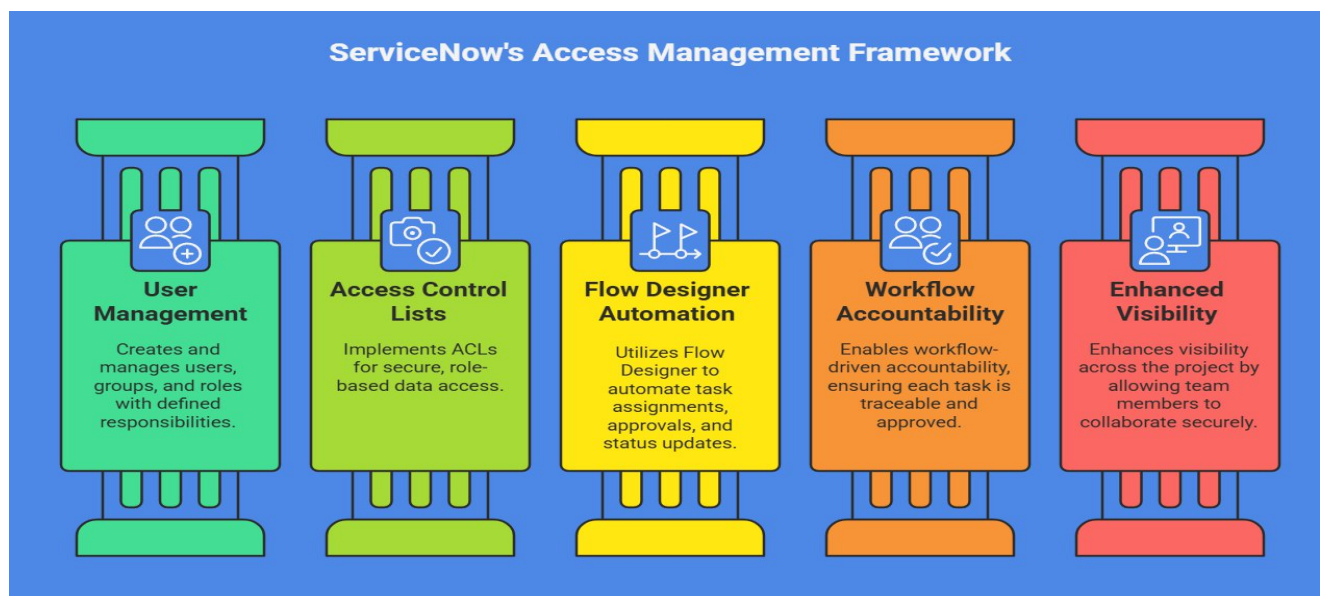 ServiceNow's Access Management Framework
User
Management
Creates and
manages users,
groups, and roles
with defined
responsibilities.
Access Control
Lists
Implements ACLs
for secure, role-
based data access.
Flow Designer
Automation
Utilizes Flow
Designer to
automate task
assignments,
approvals, and
status updates.
Workflow
Accountability
Enables workflow-
driven accountability,
ensuring each task is
traceable and
approved.
Enhanced
Visibility
Enhances visibility
across the project by
allowing team
members to
collaborate securely.